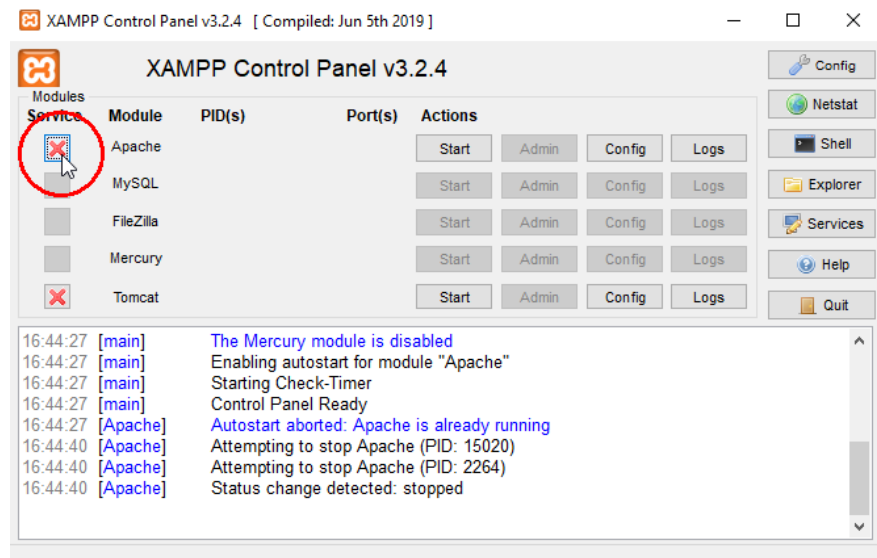 XAMPP Control Panel v3.2.4 [ Compiled: Jun 5th 2019 ]
XAMPP Control Panel v3.2.4
Config
Modules
Service Module PID(s) Port(s) Actions
Netstat
Apache Start Admin Config Logs
Shell
MySQL Start Admin Config Logs
Explorer
FileZilla Start Admin Config Logs
Services
Mercury Start Admin Config Logs
Help
Tomcat Start Admin Config Logs
Quit
16:44:27 [main] The Mercury module is disabled
16:44:27 [main] Enabling autostart for module "Apache"
16:44:27 [main] Starting Check-Timer
16:44:27 [main] Control Panel Ready
16:44:27 [Apache] Autostart aborted: Apache is already running
16:44:40 [Apache] Attempting to stop Apache (PID: 15020)
16:44:40 [Apache] Attempting to stop Apache (PID: 2264)
16:44:40 [Apache] Status change detected: stopped